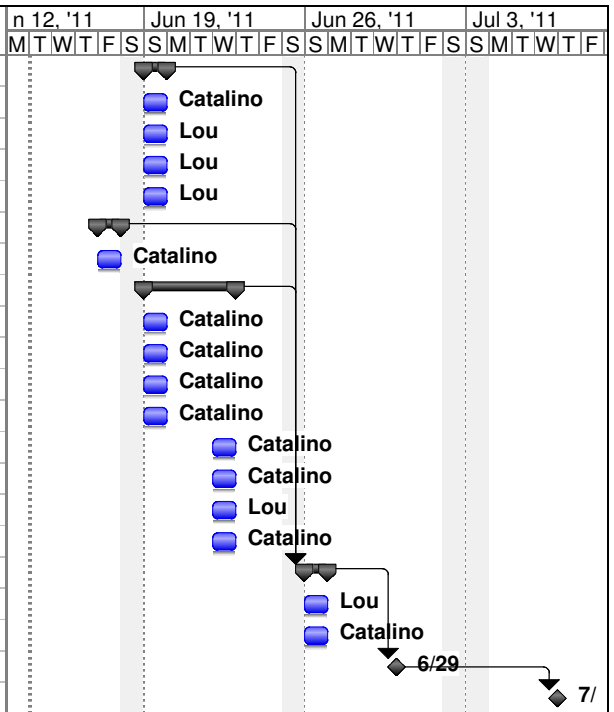 n 12, '11 Jun 19, '11 Jun 26, '11 Jul 3, '11
M T W T F S S M T W T F S S M T W T F S S M T W T F
Catalino
Lou
Lou
Lou
Catalino
Catalino
Catalino
Catalino
Catalino
Catalino
Catalino
Lou
Catalino
Lou
Catalino
6/29
7/